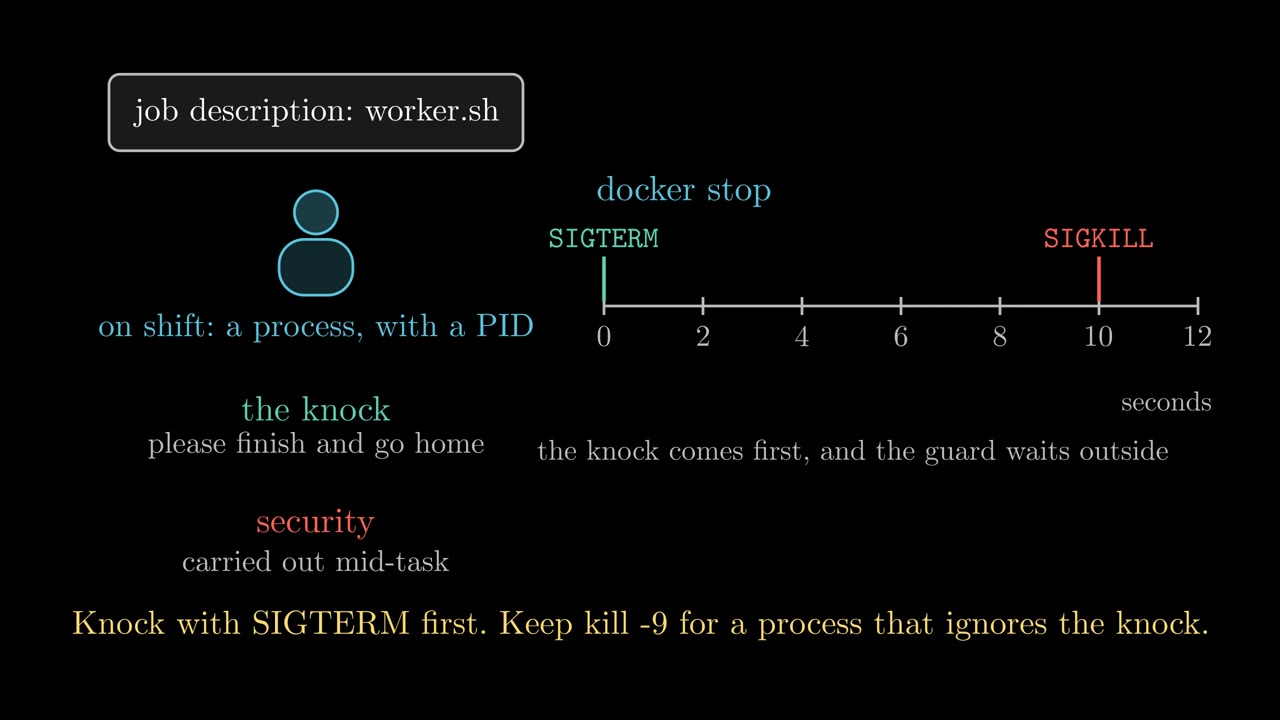 job description: worker.sh
on shift: a process, with a PID
the knock
please finish and go home
security
carried out mid-task
docker stop
SIGTERM
SIGKILL
0 2 4 6 8 10 12
seconds
the knock comes first, and the guard waits outside
Knock with SIGTERM first. Keep kill -9 for a process that ignores the knock.